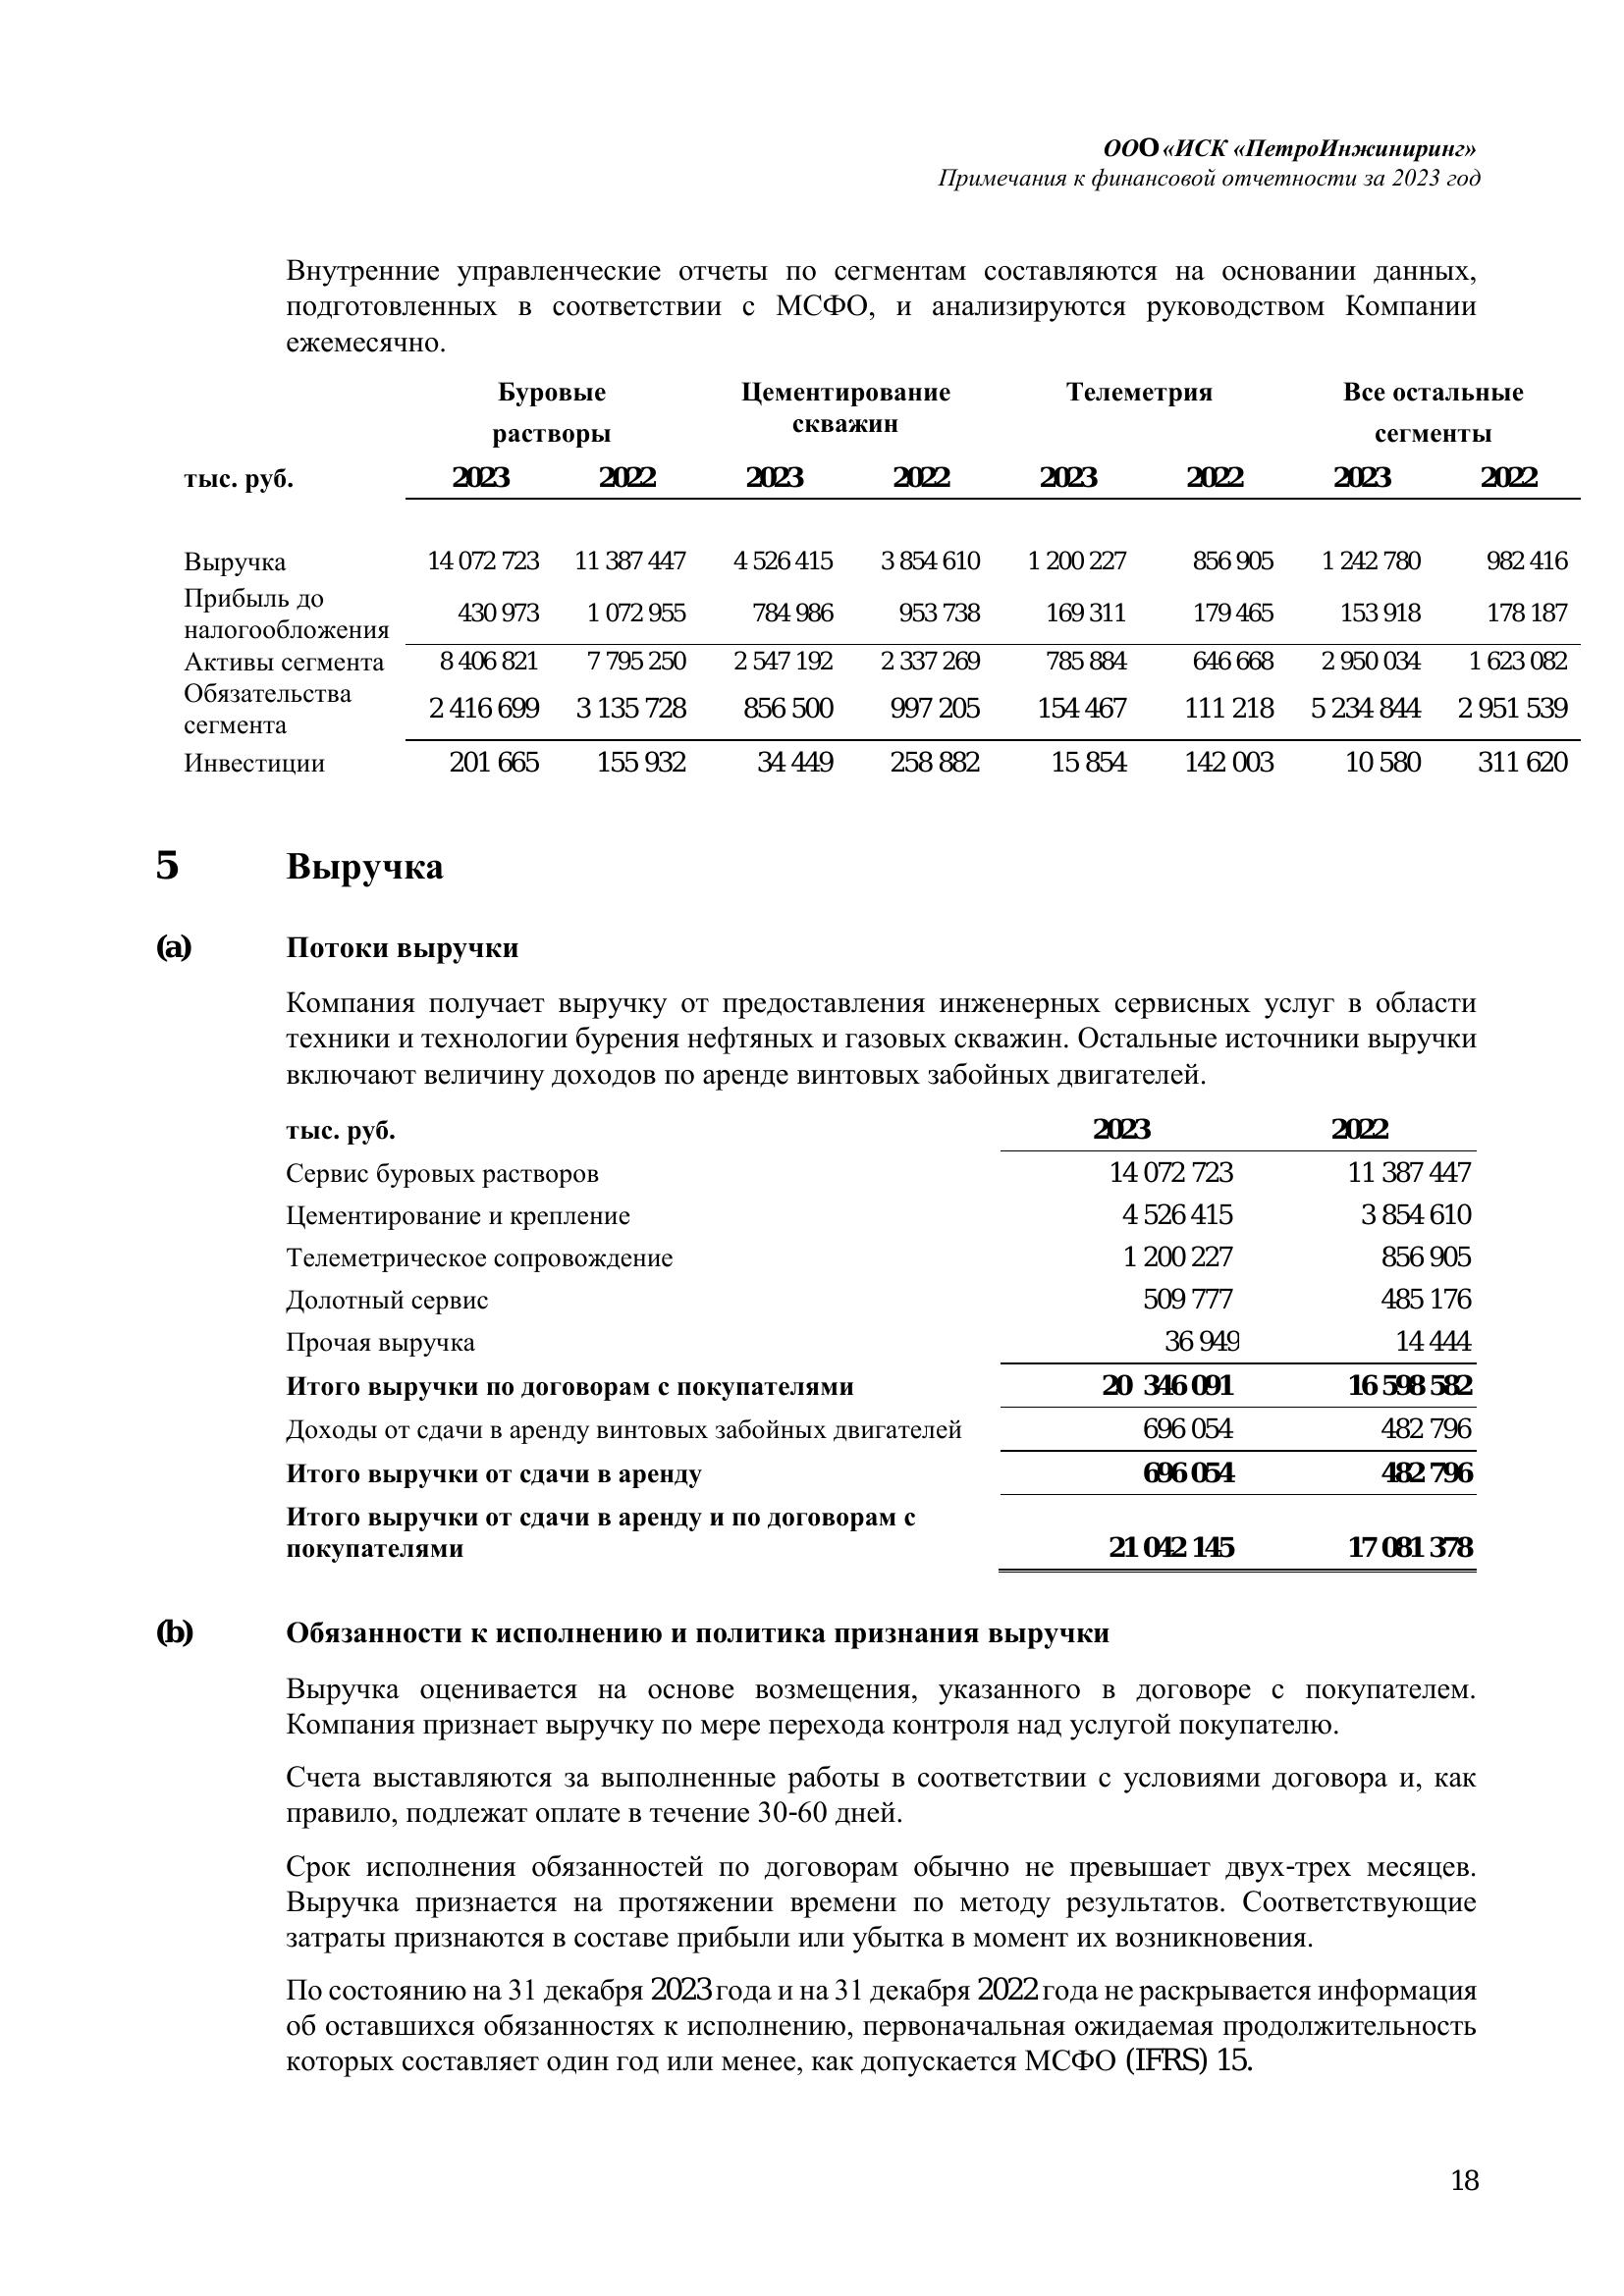 ООО «ИСК «ПетроИнжиниринг»
Примечания к финансовой отчетности за 2023 год
Внутренние управленческие отчеты по сегментам составляются на основании данных,
подготовленных в соответствии с МСФО, и анализируются руководством Компании
ежемесячно.
Буровые растворы Цементирование скважин Телеметрия Все остальные сегменты
тыс. руб. 2023 2022 2023 2022 2023 2022 2023 2022
Выручка 14 072 723 11 387 447 4 526 415 3 854 610 1 200 227 856 905 1 242 780 982 416
Прибыль до
налогообложения 430 973 1 072 955 784 986 953 738 169 311 179 465 153 918 178 187
Активы сегмента 8 406 821 7 795 250 2 547 192 2 337 269 785 884 646 668 2 950 034 1 623 082
Обязательства
сегмента 2 416 699 3 135 728 856 500 997 205 154 467 111 218 5 234 844 2 951 539
Инвестиции 201 665 155 932 34 449 258 882 15 854 142 003 10 580 311 620
5 Выручка
(a) Потоки выручки
Компания получает выручку от предоставления инженерных сервисных услуг в области
техники и технологии бурения нефтяных и газовых скважин. Остальные источники выручки
включают величину доходов по аренде винтовых забойных двигателей.
тыс. руб. 2023 2022
Сервис буровых растворов 14 072 723 11 387 447
Цементирование и крепление 4 526 415 3 854 610
Телеметрическое сопровождение 1 200 227 856 905
Долотный сервис 509 777 485 176
Прочая выручка 36 949 14 444
Итого выручки по договорам с покупателями 20 346 091 16 598 582
Доходы от сдачи в аренду винтовых забойных двигателей 696 054 482 796
Итого выручки от сдачи в аренду 696 054 482 796
Итого выручки от сдачи в аренду и по договорам с
покупателями 21 042 145 17 081 378
(b) Обязанности к исполнению и политика признания выручки
Выручка оценивается на основе возмещения, указанного в договоре с покупателем.
Компания признает выручку по мере перехода контроля над услугой покупателю.
Счета выставляются за выполненные работы в соответствии с условиями договора и, как
правило, подлежат оплате в течение 30-60 дней.
Срок исполнения обязанностей по договорам обычно не превышает двух-трех месяцев.
Выручка признается на протяжении времени по методу результатов. Соответствующие
затраты признаются в составе прибыли или убытка в момент их возникновения.
По состоянию на 31 декабря 2023 года и на 31 декабря 2022 года не раскрывается информация
об оставшихся обязанностях к исполнению, первоначальная ожидаемая продолжительность
которых составляет один год или менее, как допускается МСФО (IFRS) 15.
18